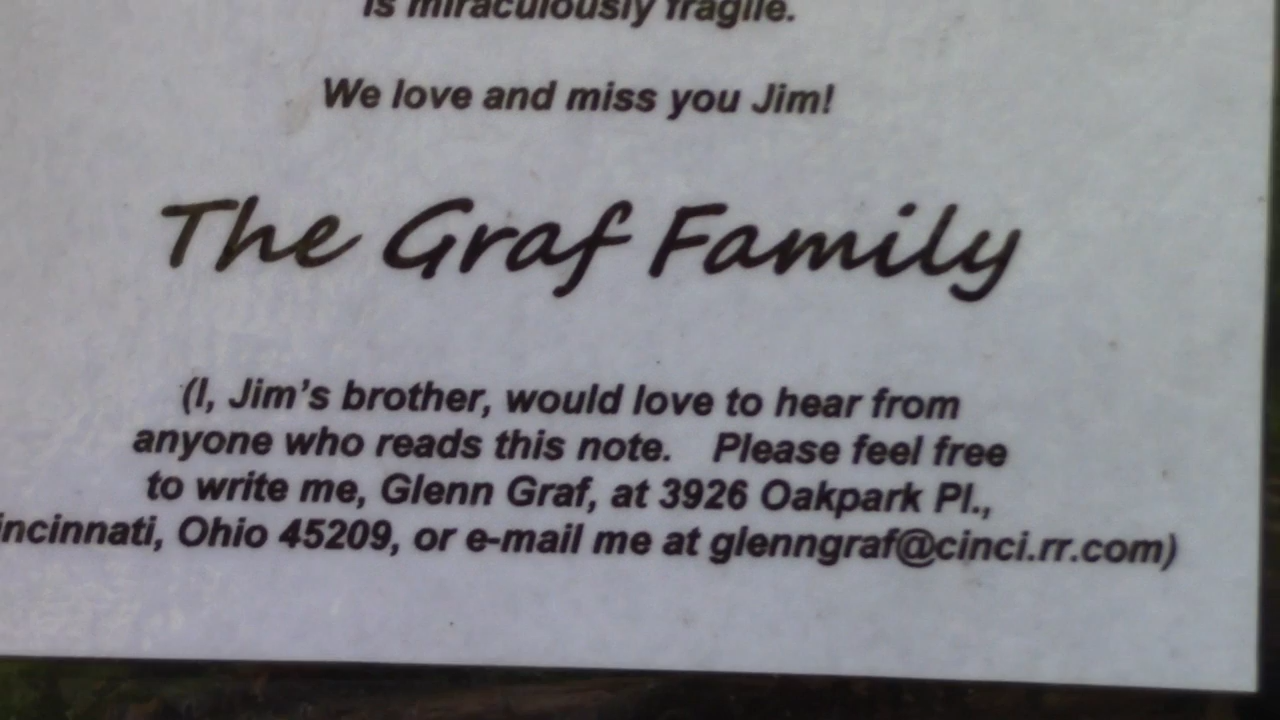 is miraculously fragile.
We love and miss you Jim!
The Graf Family
(I, Jim's brother, would love to hear from
anyone who reads this note. Please feel free
to write me, Glenn Graf, at 3926 Oakpark Pl.,
incinnati, Ohio 45209, or e-mail me at glenngraf@cinci.rr.com)